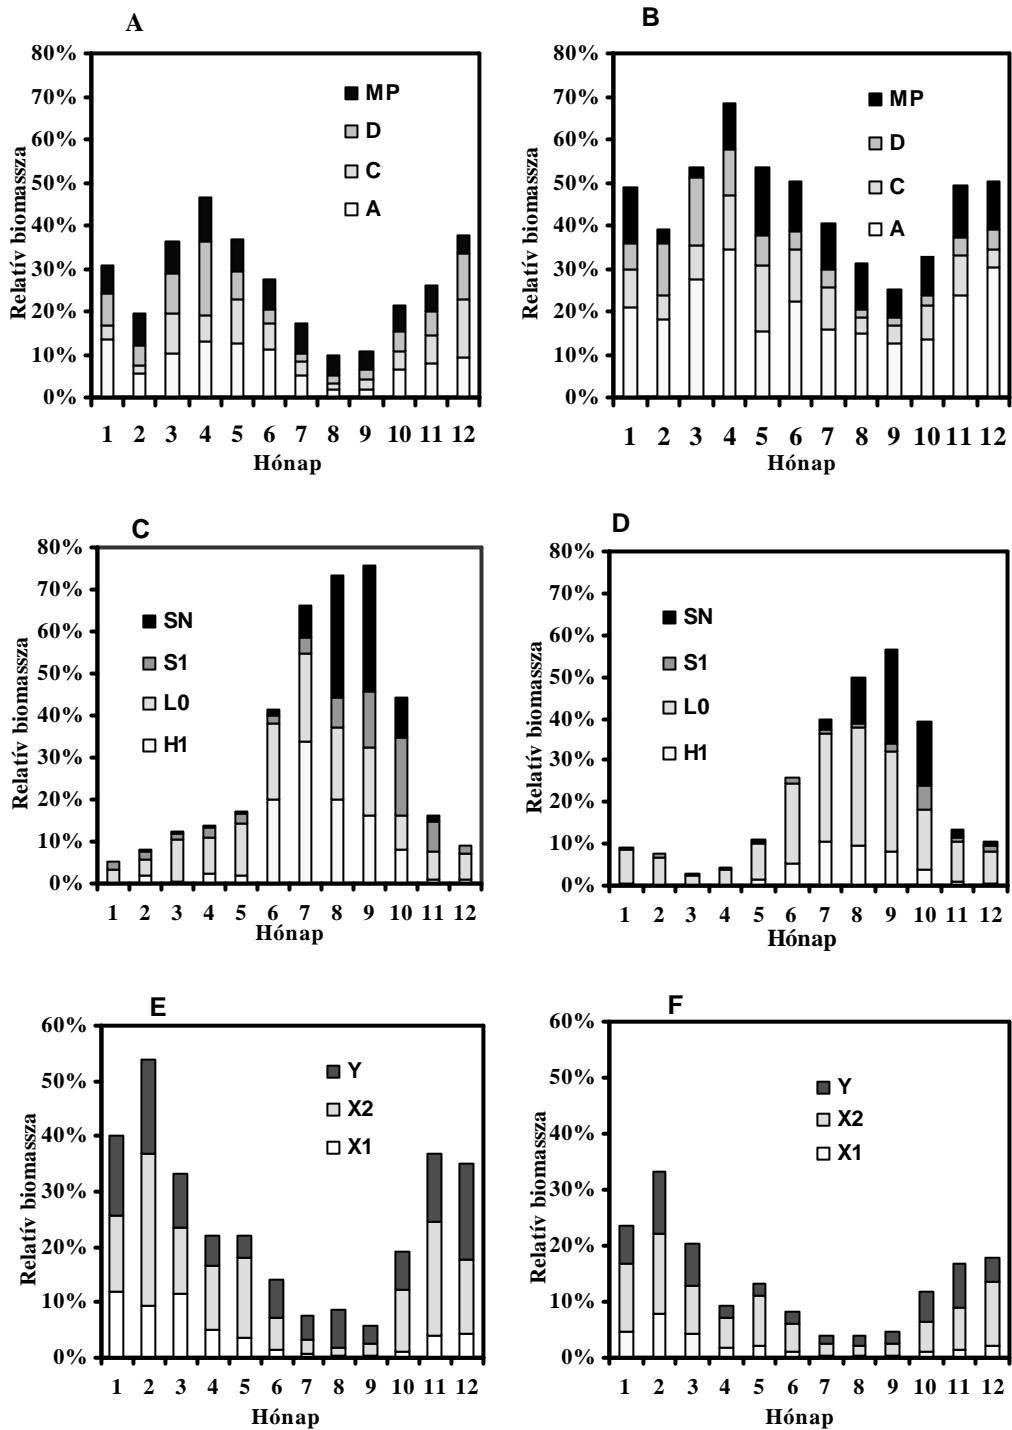 A
80%
70%
60%
50%
40%
30%
20%
10%
0%
Relatív biomassza
MP
D
C
A
1 2 3 4 5 6 7 8 9 10 11 12
Hónap
B
80%
70%
60%
50%
40%
30%
20%
10%
0%
Relatív biomassza
MP
D
C
A
1 2 3 4 5 6 7 8 9 10 11 12
Hónap
C
80%
70%
60%
50%
40%
30%
20%
10%
0%
Relatív biomassza
SN
S1
L0
H1
1 2 3 4 5 6 7 8 9 10 11 12
Hónap
D
80%
70%
60%
50%
40%
30%
20%
10%
0%
Relatív biomassza
SN
S1
L0
H1
1 2 3 4 5 6 7 8 9 10 11 12
Hónap
E
60%
50%
40%
30%
20%
10%
0%
Relatív biomassza
Y
X2
X1
1 2 3 4 5 6 7 8 9 10 11 12
Hónap
F
60%
50%
40%
30%
20%
10%
0%
Relatív biomassza
Y
X2
X1
1 2 3 4 5 6 7 8 9 10 11 12
Hónap